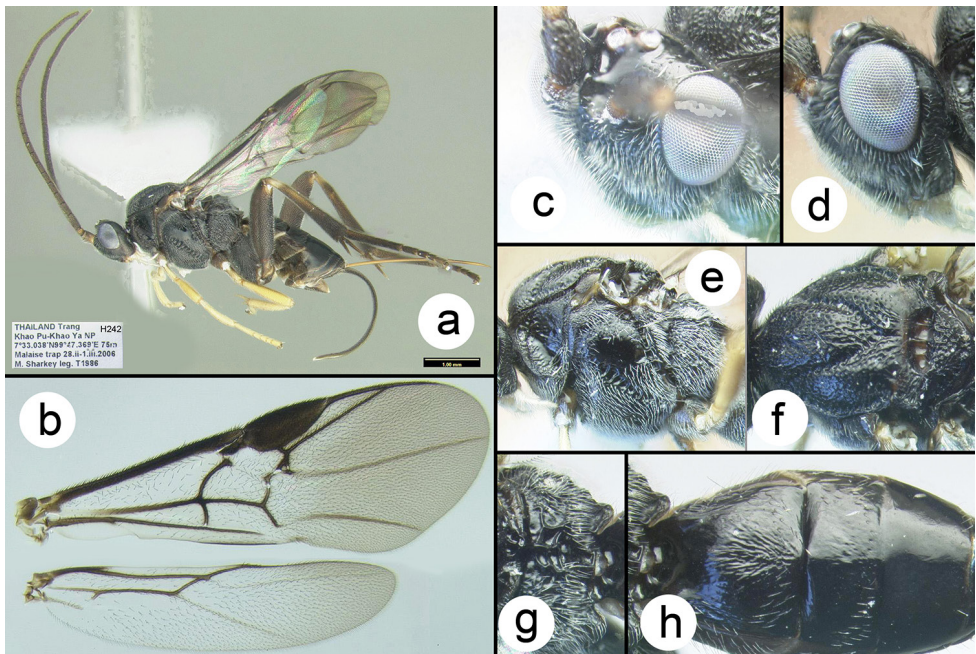 a
THAILAND Trang H242
Khao Pu-Khao Ya NP
7°33.038'N99°47.369'E 75m
Malaise trap 28.ii-1.iii.2006
M. Sharkey leg. T1986
1.00 mm
b
c
d
e
f
g
h